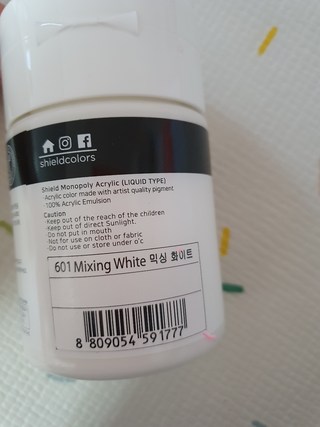 shieldcolors
Shield Monopoly Acrylic (LIQUID TYPE)
Acrylic color made with artist quality pigment
100% Acrylic Emulsion
Caution
Keep out of the reach of the children
Keep out of direct Sunlight.
Do not put in mouth
Not for use on cloth or fabric
Do not use or store under o'c
601 Mixing White 믹싱 화이트
8 809054 591777